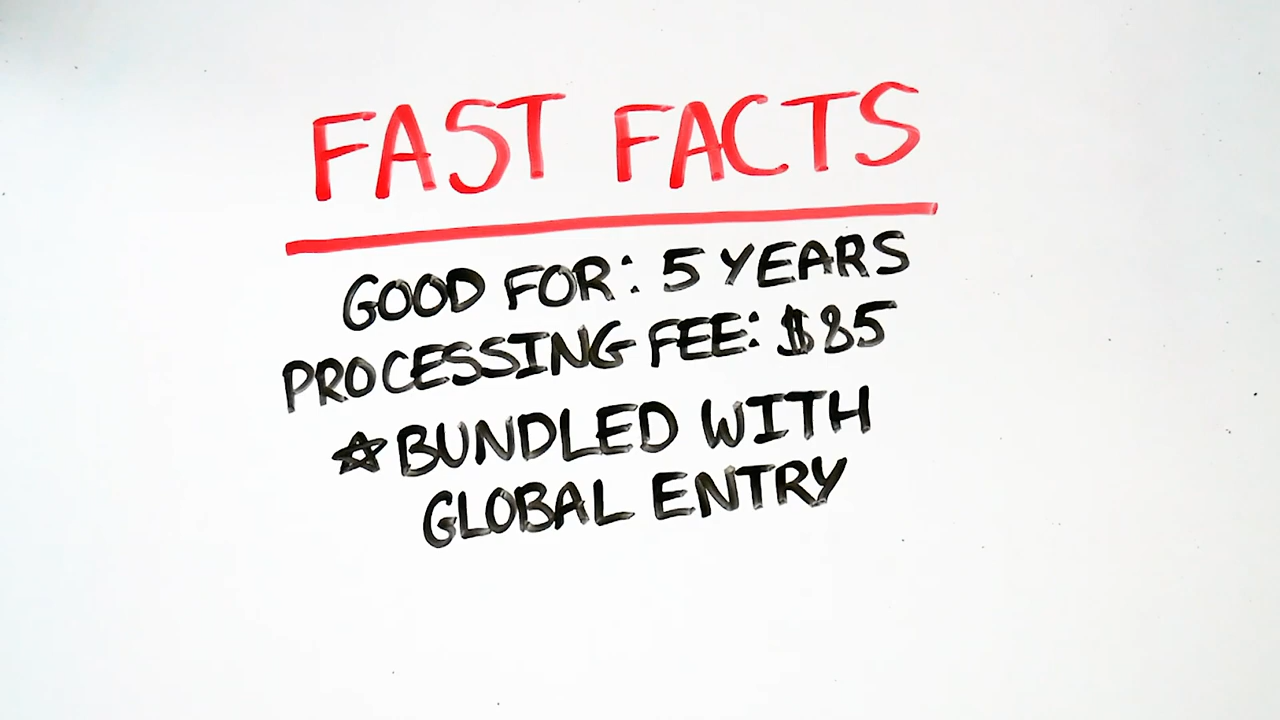 FAST FACTS
GOOD FOR: 5 YEARS
PROCESSING FEE: $85
☆BUNDLED WITH
GLOBAL ENTRY